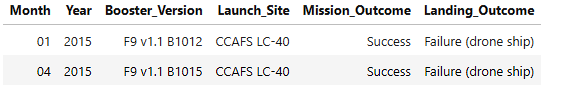 Month Year Booster_Version Launch_Site Mission_Outcome Landing_Outcome
01 2015 F9 v1.1 B1012 CCAFS LC-40 Success Failure (drone ship)
04 2015 F9 v1.1 B1015 CCAFS LC-40 Success Failure (drone ship)